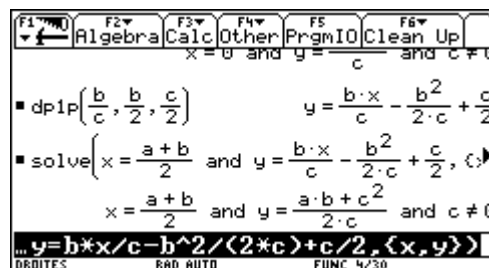 F1 F2 F3 F4 F5 F6
Algebra Calc Other PrgmIO Clean Up
x = 0 and y = — c and c ≠
■ dp1p(b/c, b/2, c/2) y = b·x/c - b²/2·c + c/2
■ solve(x = a + b/2 and y = b·x/c - b²/2·c + c/2, {x
x = a + b/2 and y = a·b + c²/2·c and c ≠ 0
…y=b*x/c-b^2/(2*c)+c/2,{x,y})
DROITES RAD AUTO FUNC 4/30